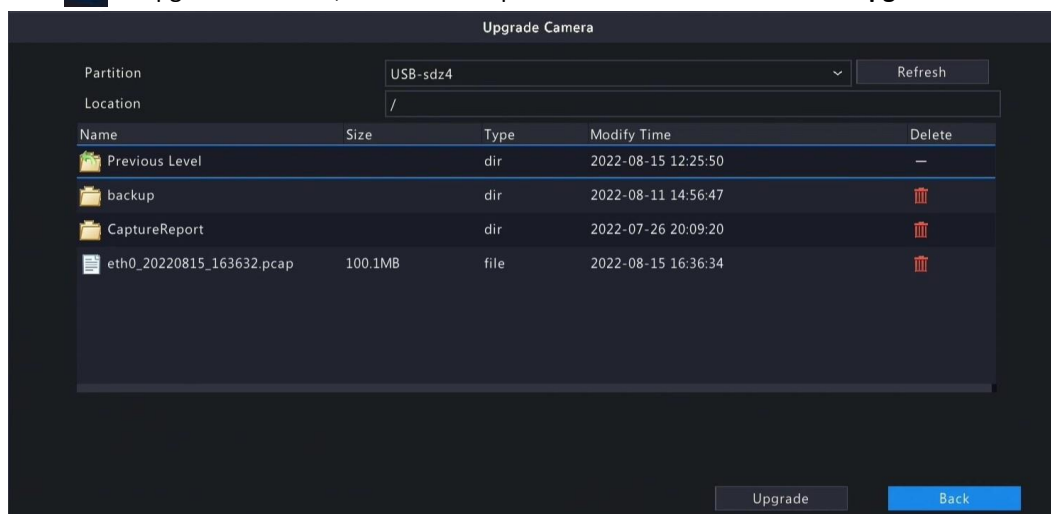 Upgrade Camera
Partition USB-sdz4 Refresh
Location /
Name Size Type Modify Time Delete
Previous Level dir 2022-08-15 12:25:50 —
backup dir 2022-08-11 14:56:47
CaptureReport dir 2022-07-26 20:09:20
eth0_20220815_163632.pcap 100.1MB file 2022-08-15 16:36:34
Upgrade Back